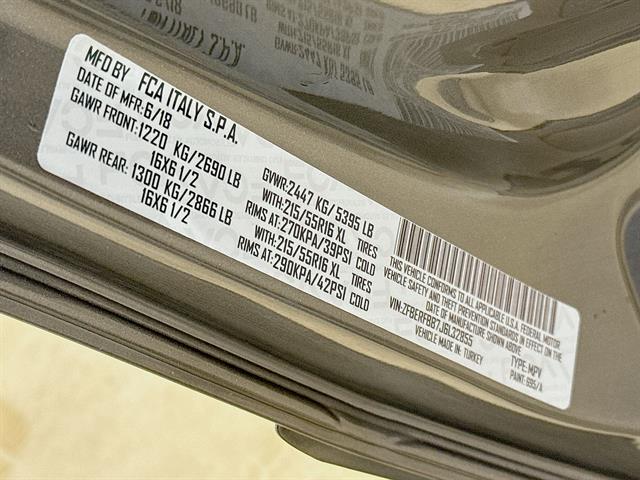 MFD BY FCA ITALY S.P.A.
DATE OF MFR: 6/18
GAWR FRONT: 1220 KG/2690 LB
16X6 1/2
GAWR REAR: 1300 KG/2866 LB
16X6 1/2
GVWR: 2447 KG/ 5395 LB
WITH: 215/55R16 XL TIRES
RIMS AT: 270KPA/39PSI COLD
WITH: 215/55R16 XL TIRES
RIMS AT: 290KPA/42PSI COLD
THIS VEHICLE CONFORMS TO ALL APPLICABLE U.S.A. FEDERAL MOTOR
VEHICLE SAFETY AND THEFT PREVENTION STANDARDS IN EFFECT ON THE
DATE OF MANUFACTURE SHOWN ABOVE
VIN: ZFBERFBB7J6L32855 TYPE: MPV
VEHICLE MADE IN: TURKEY PAINT: 695/A